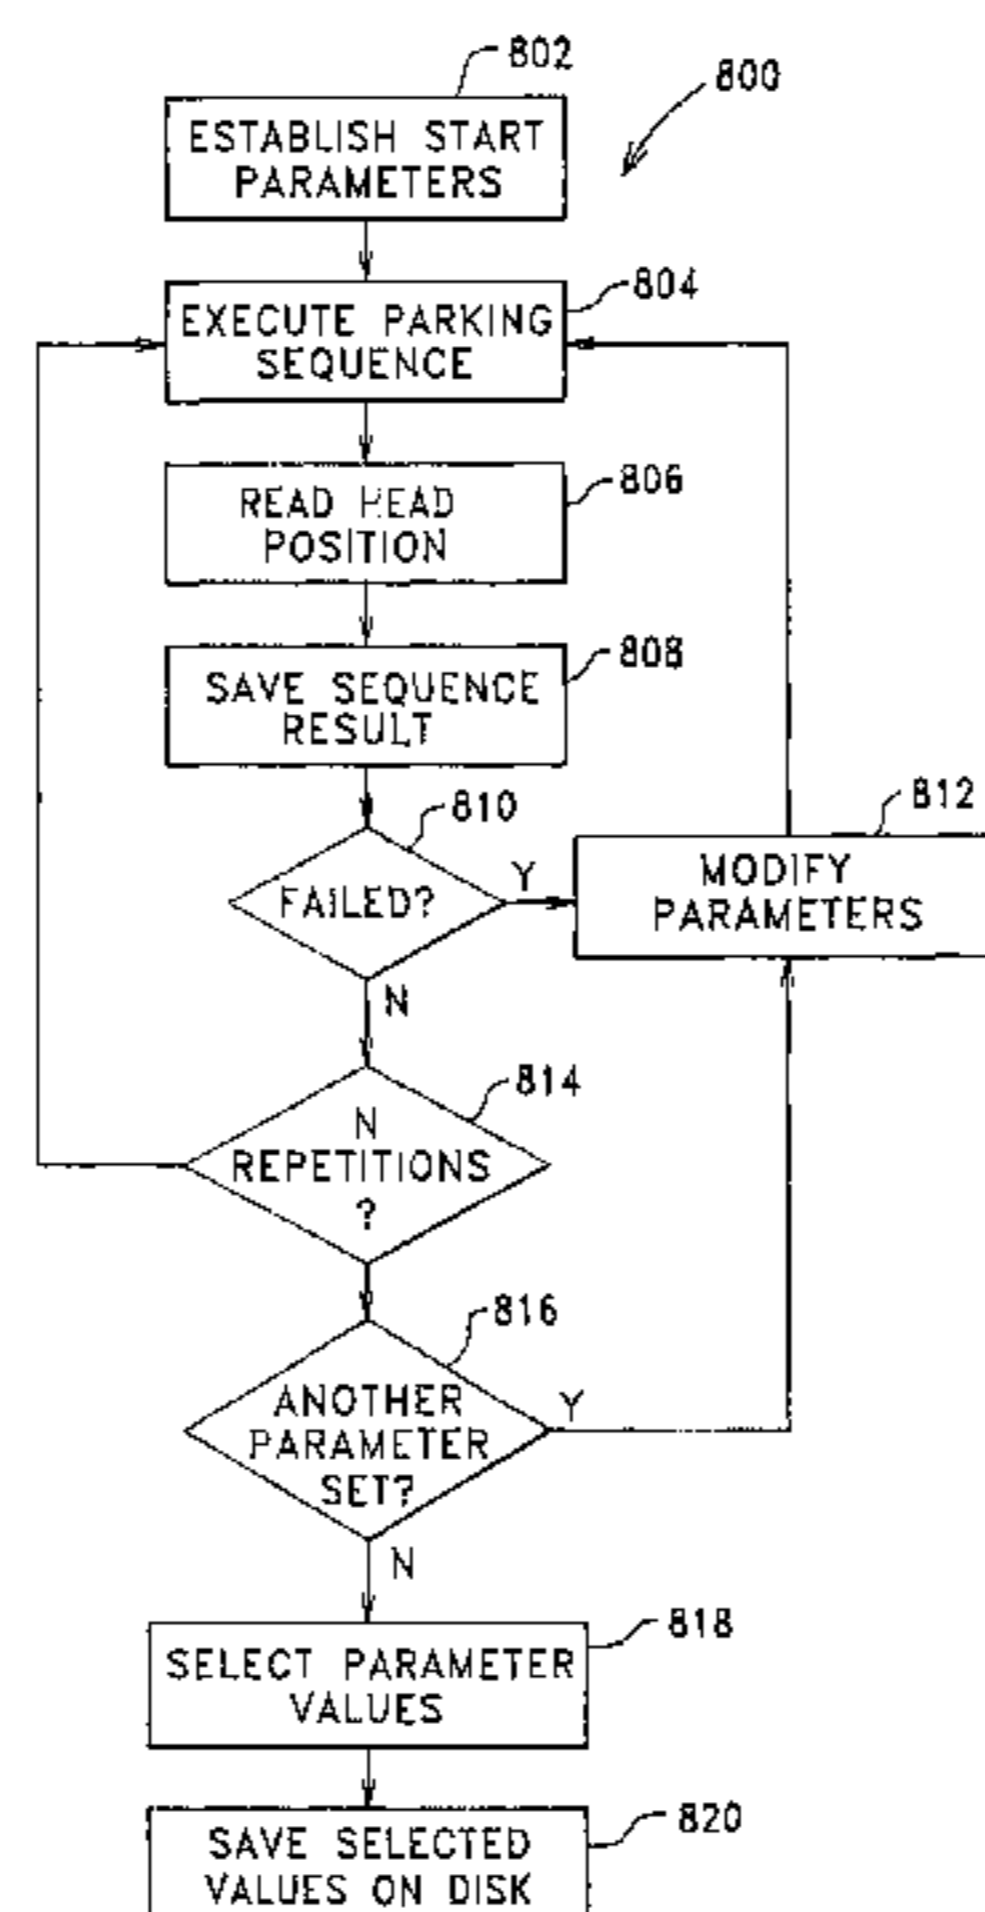 802
800
ESTABLISH START
PARAMETERS
804
EXECUTE PARKING
SEQUENCE
806
READ HEAD
POSITION
808
SAVE SEQUENCE
RESULT
810
FAILED?
Y
N
812
MODIFY
PARAMETERS
814
N
REPETITIONS
?
816
ANOTHER
PARAMETER
SET?
Y
N
818
SELECT PARAMETER
VALUES
820
SAVE SELECTED
VALUES ON DISK